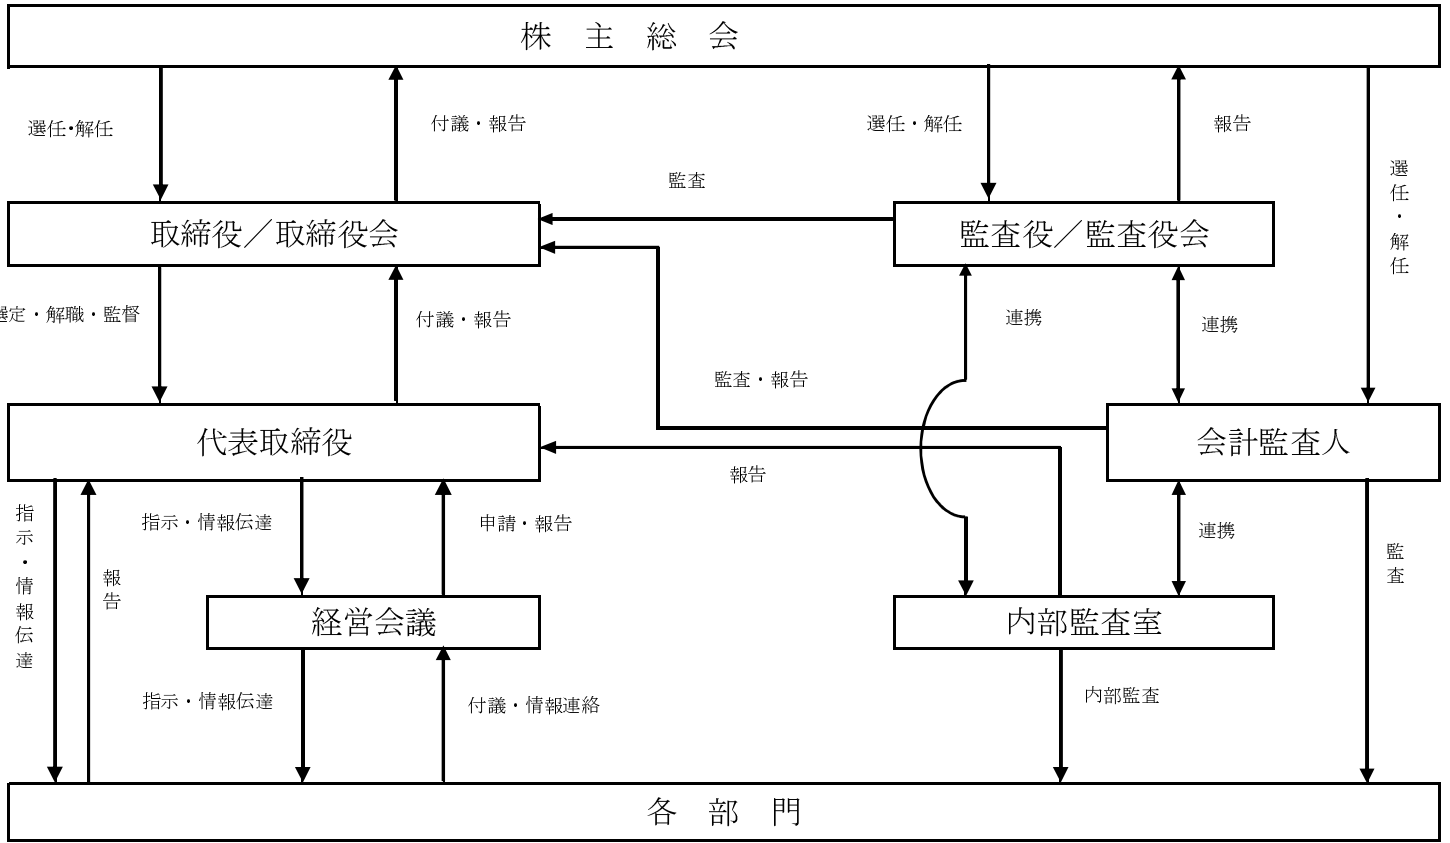 株　主　総　会
選任・解任
付議・報告
選任・解任
報告
選任・解任
監査
取締役／取締役会
監査役／監査役会
選定・解職・監督
付議・報告
連携
連携
監査・報告
代表取締役
会計監査人
報告
指示・情報伝達
報告
指示・情報伝達
申請・報告
連携
監査
経営会議
内部監査室
指示・情報伝達
付議・情報連絡
内部監査
各　部　門